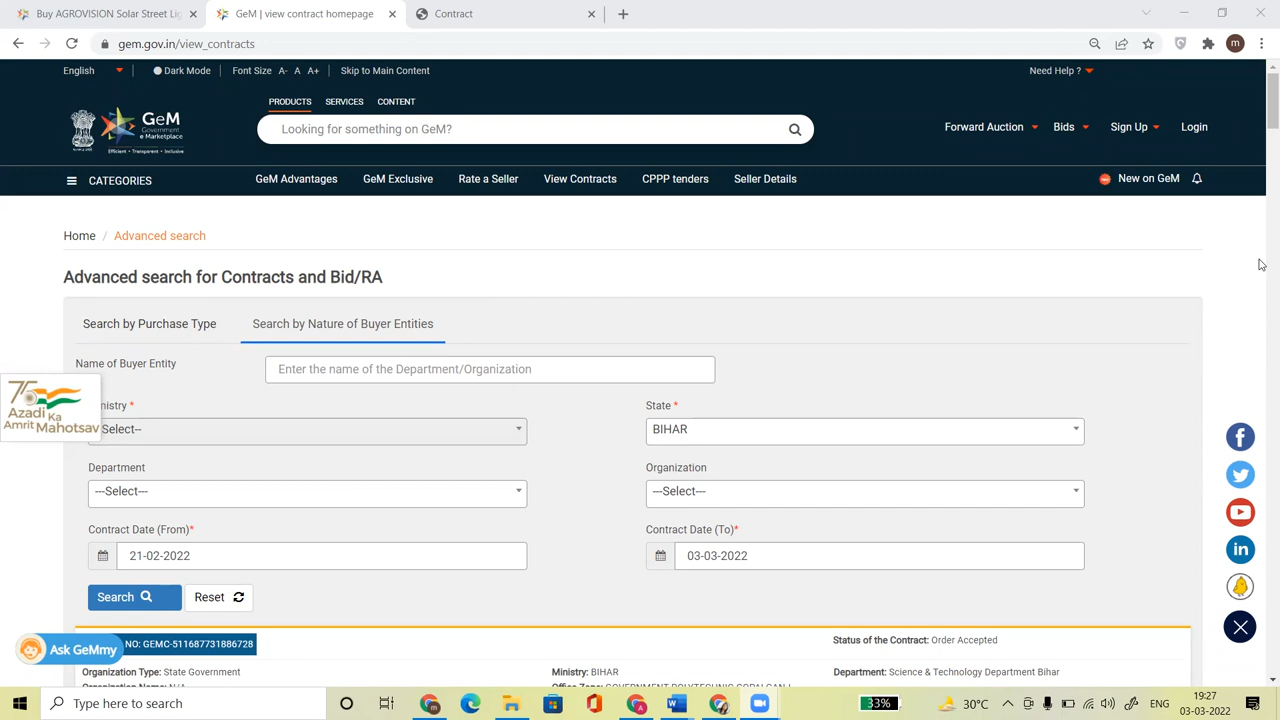 Buy AGROVISION Solar Street Lig
GeM | view contract homepage
Contract
gem.gov.in/view_contracts
m
English
Dark Mode
Font Size A- A A+
Skip to Main Content
Need Help ?
PRODUCTS SERVICES CONTENT
GeM
Government
e Marketplace
Efficient • Transparent • Inclusive
Looking for something on GeM?
Forward Auction
Bids
Sign Up
Login
CATEGORIES
GeM Advantages
GeM Exclusive
Rate a Seller
View Contracts
CPPP tenders
Seller Details
New on GeM
Home / Advanced search
Advanced search for Contracts and Bid/RA
Search by Purchase Type
Search by Nature of Buyer Entities
Name of Buyer Entity
Enter the name of the Department/Organization
75
Azadi Ka
Amrit Mahotsav
inistry *
State *
Select--
BIHAR
Department
Organization
---Select---
---Select---
Contract Date (From)*
Contract Date (To)*
21-02-2022
03-03-2022
Search
Reset
Ask GeMmy
NO: GEMC-511687731886728
Status of the Contract: Order Accepted
Organization Type: State Government
Ministry: BIHAR
Department: Science & Technology Department Bihar
Type here to search
33%
30°C
ENG
19:27
03-03-2022